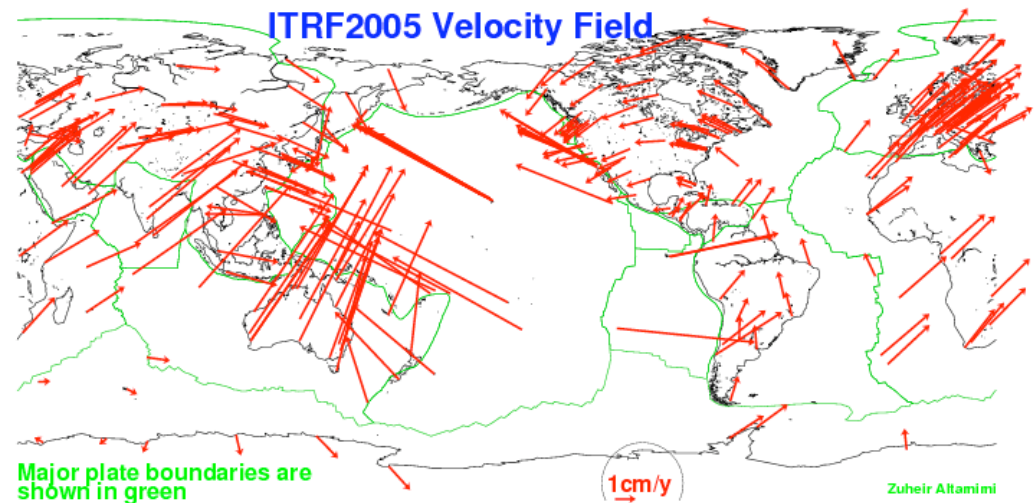 ITRF2005 Velocity Field
Major plate boundaries are
shown in green
1cm/y
Zuheir Altamimi